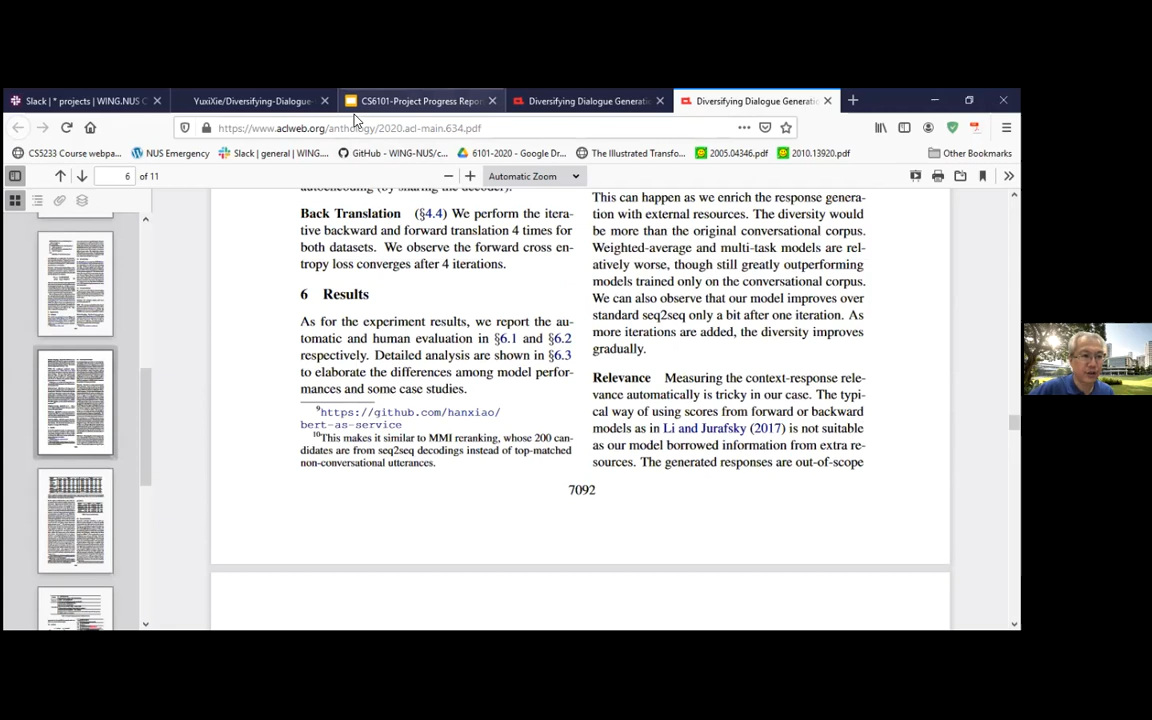 Slack | * projects | WING.NUS C
YuxiXie/Diversifying-Dialogue-
CS6101-Project Progress Repor
Diversifying Dialogue Generatio
Diversifying Dialogue Generatio
https://www.aclweb.org/anthology/2020.acl-main.634.pdf
CS5233 Course webpa...
NUS Emergency
Slack | general | WING....
GitHub - WING-NUS/c...
6101-2020 - Google Dr...
The Illustrated Transfo...
2005.04346.pdf
2010.13920.pdf
Other Bookmarks
6 of 11
Automatic Zoom
autoencoding (by sharing the decoder).
Back Translation (§4.4) We perform the itera-
tive backward and forward translation 4 times for
both datasets. We observe the forward cross en-
tropy loss converges after 4 iterations.
6 Results
As for the experiment results, we report the au-
tomatic and human evaluation in §6.1 and §6.2
respectively. Detailed analysis are shown in §6.3
to elaborate the differences among model perfor-
mances and some case studies.
9https://github.com/hanxiao/
bert-as-service
10This makes it similar to MMI reranking, whose 200 can-
didates are from seq2seq decodings instead of top-matched
non-conversational utterances.
This can happen as we enrich the response genera-
tion with external resources. The diversity would
be more than the original conversational corpus.
Weighted-average and multi-task models are rel-
atively worse, though still greatly outperforming
models trained only on the conversational corpus.
We can also observe that our model improves over
standard seq2seq only a bit after one iteration. As
more iterations are added, the diversity improves
gradually.
Relevance Measuring the context-response rele-
vance automatically is tricky in our case. The typi-
cal way of using scores from forward or backward
models as in Li and Jurafsky (2017) is not suitable
as our model borrowed information from extra re-
sources. The generated responses are out-of-scope
7092